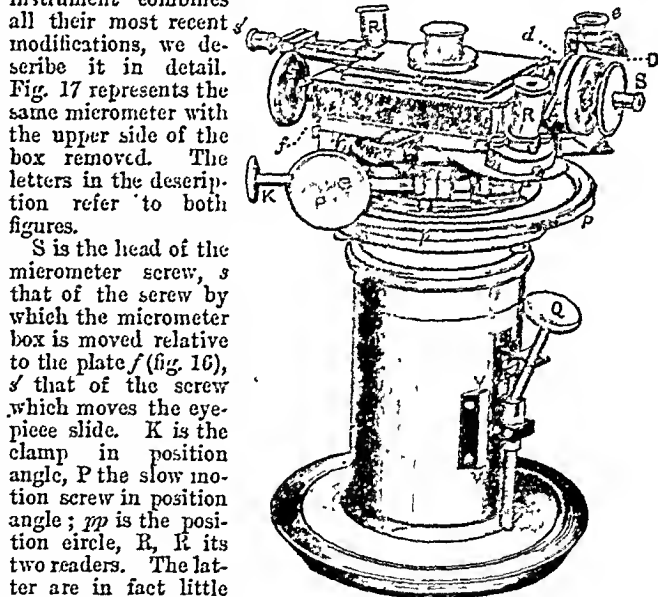 instrument combines
all their most recent
modifications, we de-
scribe it in detail.
Fig. 17 represents the
same micrometer with
the upper side of the
box removed. The
letters in the descrip-
tion refer to both
figures.
S is the head of the
micrometer screw, s
that of the screw by
which the micrometer
box is moved relative
to the plate f (fig. 16),
s′ that of the screw
which moves the eye-
piece slide. K is the
clamp in position
angle, P the slow mo-
tion screw in position
angle; pp is the posi-
tion circle, R, R its
two readers. The lat-
ter are in fact little
s′
R
d
s
D
S
R
f
K
P
p
p
Q
V